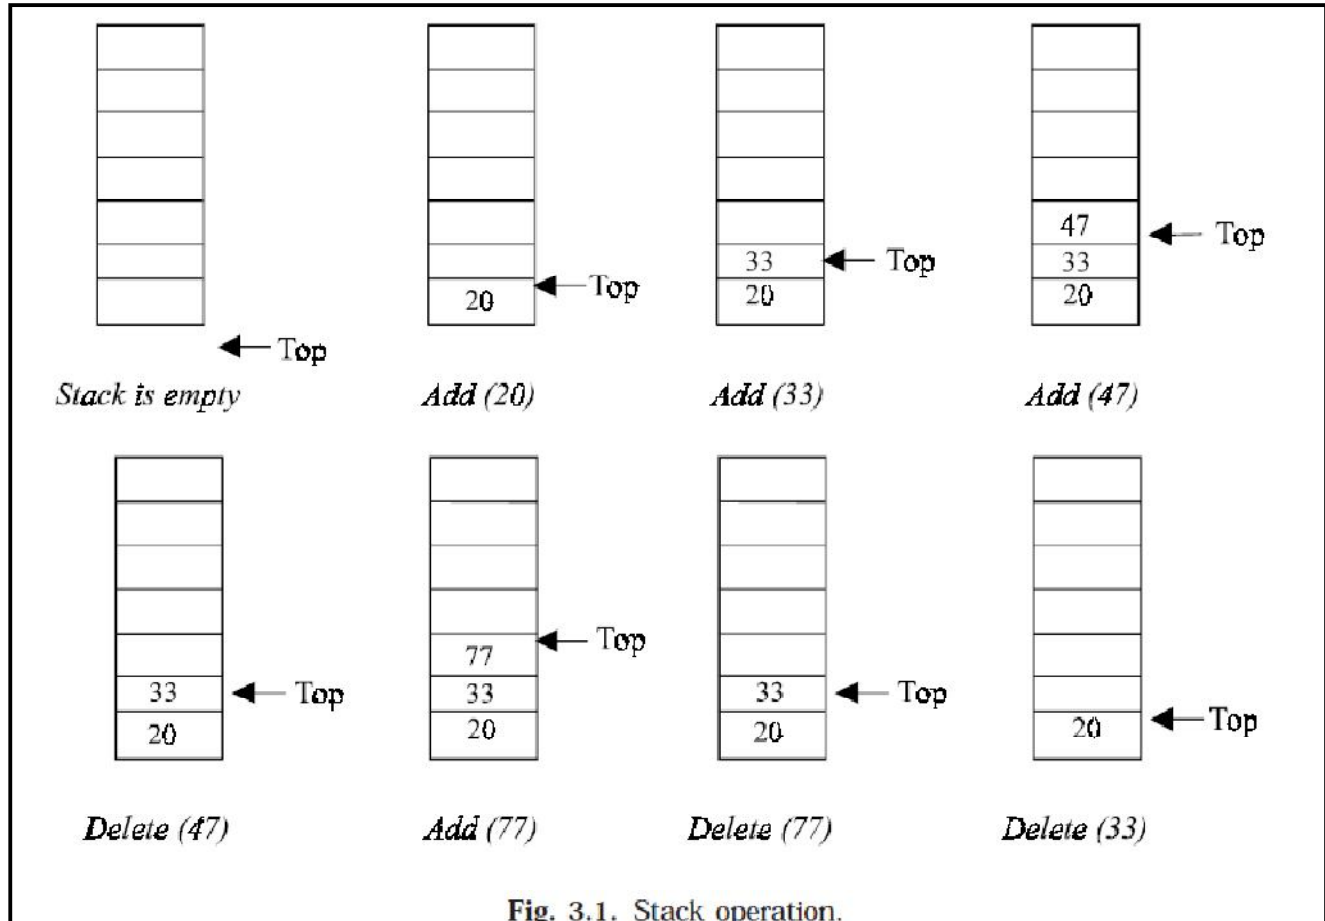 47
Top
33
Top
33
20
Top
20
20
Top
Stack is empty
Add (20)
Add (33)
Add (47)
Top
77
33
Top
33
33
Top
20
20
20
20
Top
Delete (47)
Add (77)
Delete (77)
Delete (33)
Fig. 3.1. Stack operation.